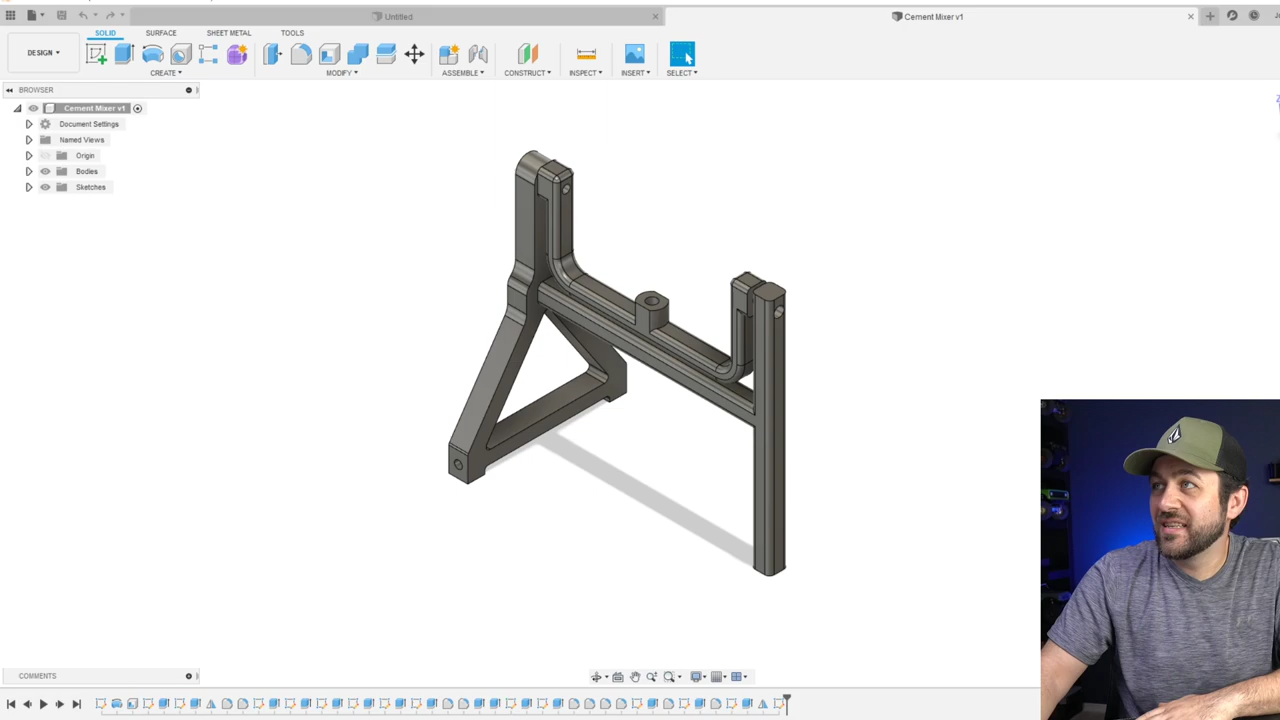 Untitled
Cement Mixer v1
SOLID
SURFACE
SHEET METAL
TOOLS
DESIGN
CREATE
MODIFY
ASSEMBLE
CONSTRUCT
INSPECT
INSERT
SELECT
BROWSER
Cement Mixer v1
Document Settings
Named Views
Origin
Bodies
Sketches
COMMENTS